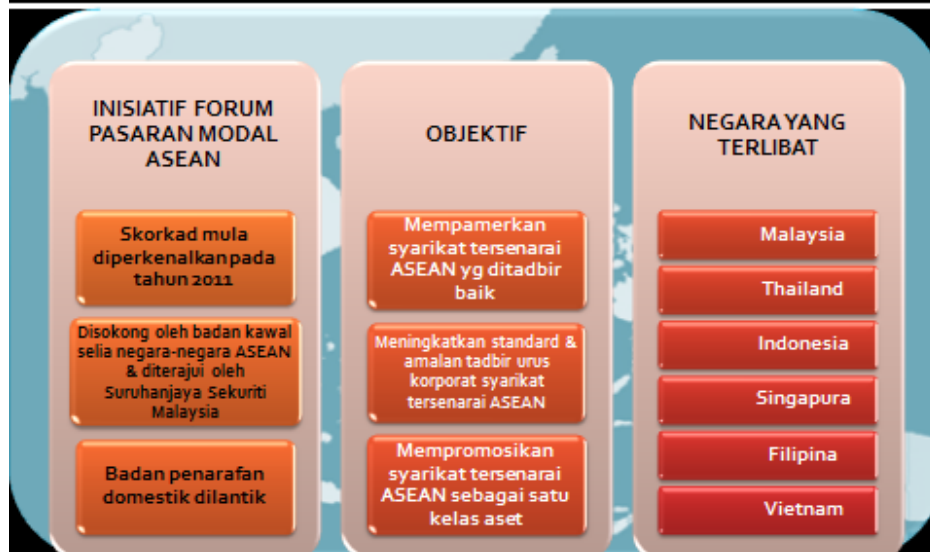 INISIATIF FORUM
PASARAN MODAL
ASEAN
Skorkad mula
diperkenalkan pada
tahun 2011
Disokong oleh badan kawal
selia negara-negara ASEAN
& diterajui oleh
Suruhanjaya Sekuriti
Malaysia
Badan penarafan
domestik dilantik
OBJEKTIF
Mempamerkan
syarikat tersenarai
ASEAN yg ditadbir
baik
Meningkatkan standard &
amalan tadbir urus
korporat syarikat
tersenarai ASEAN
Mempromosikan
syarikat tersenarai
ASEAN sebagai satu
kelas aset
NEGARA YANG
TERLIBAT
Malaysia
Thailand
Indonesia
Singapura
Filipina
Vietnam